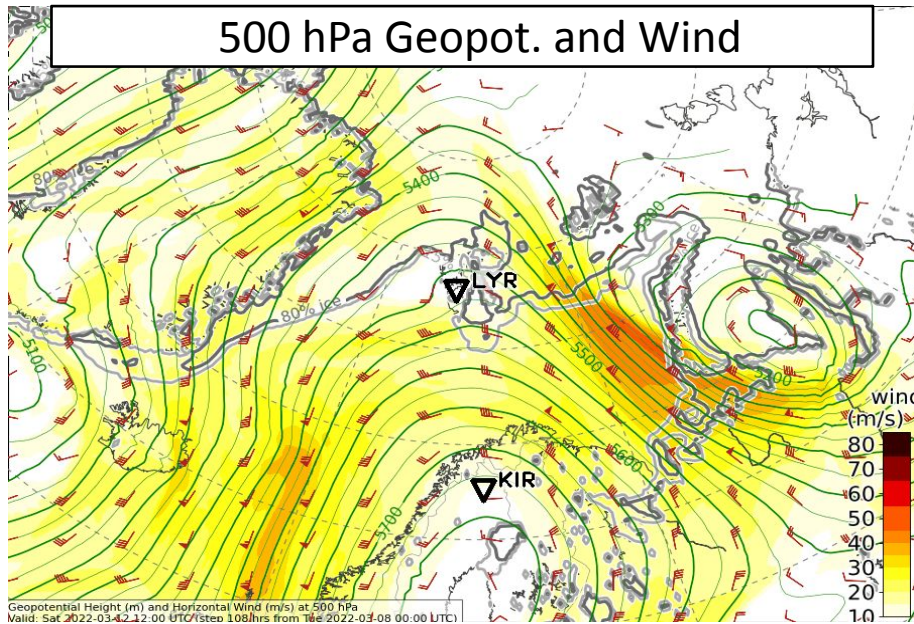 500 hPa Geopot. and Wind
80% ice
5400
LYR
80% ice
5100
5500
wind
(m/s)
80
70
60
50
40
30
20
10
5600
KIR
5700
Geopotential Height (m) and Horizontal Wind (m/s) at 500 hPa
Valid: Sat 2022-03-12 12:00 UTC (step 108 hrs from Tue 2022-03-08 00:00 UTC)